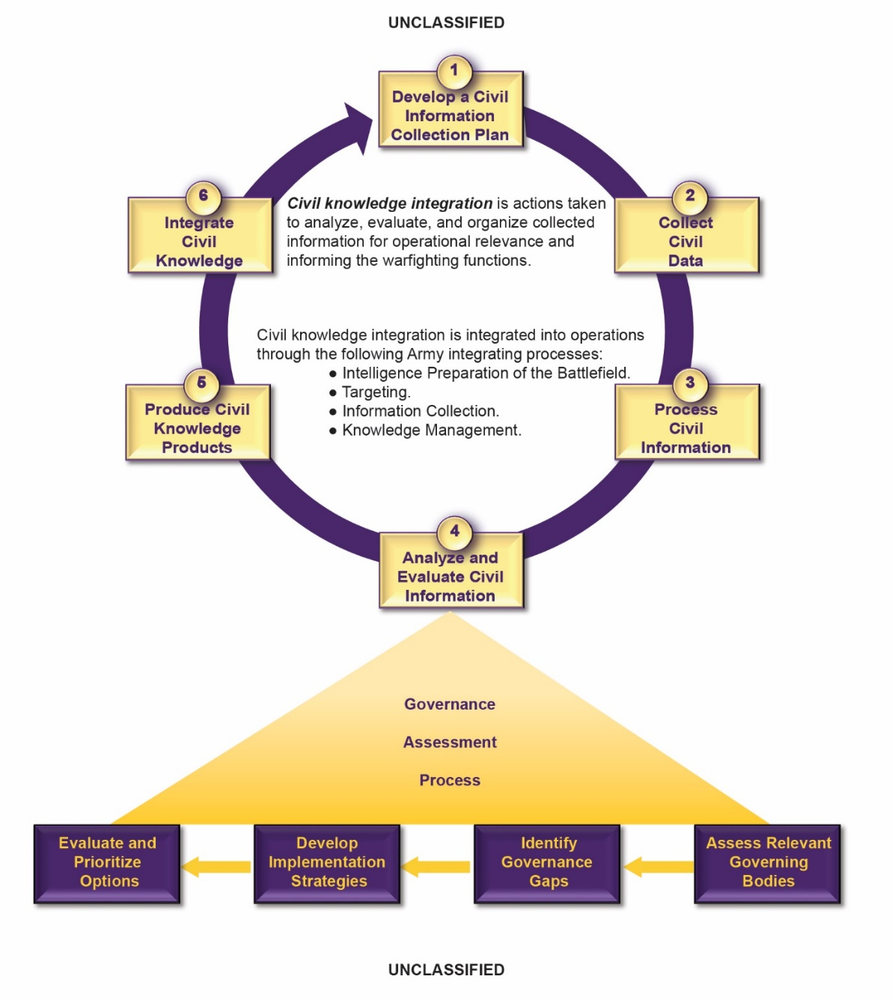 UNCLASSIFIED
1
Develop a Civil
Information
Collection Plan
2
Collect
Civil
Data
3
Process
Civil
Information
4
Analyze and
Evaluate Civil
Information
5
Produce Civil
Knowledge
Products
6
Integrate
Civil
Knowledge
Civil knowledge integration is actions taken
to analyze, evaluate, and organize collected
information for operational relevance and
informing the warfighting functions.
Civil knowledge integration is integrated into operations
through the following Army integrating processes:
● Intelligence Preparation of the Battlefield.
● Targeting.
● Information Collection.
● Knowledge Management.
Governance
Assessment
Process
Assess Relevant
Governing
Bodies
Identify
Governance
Gaps
Develop
Implementation
Strategies
Evaluate and
Prioritize
Options
UNCLASSIFIED